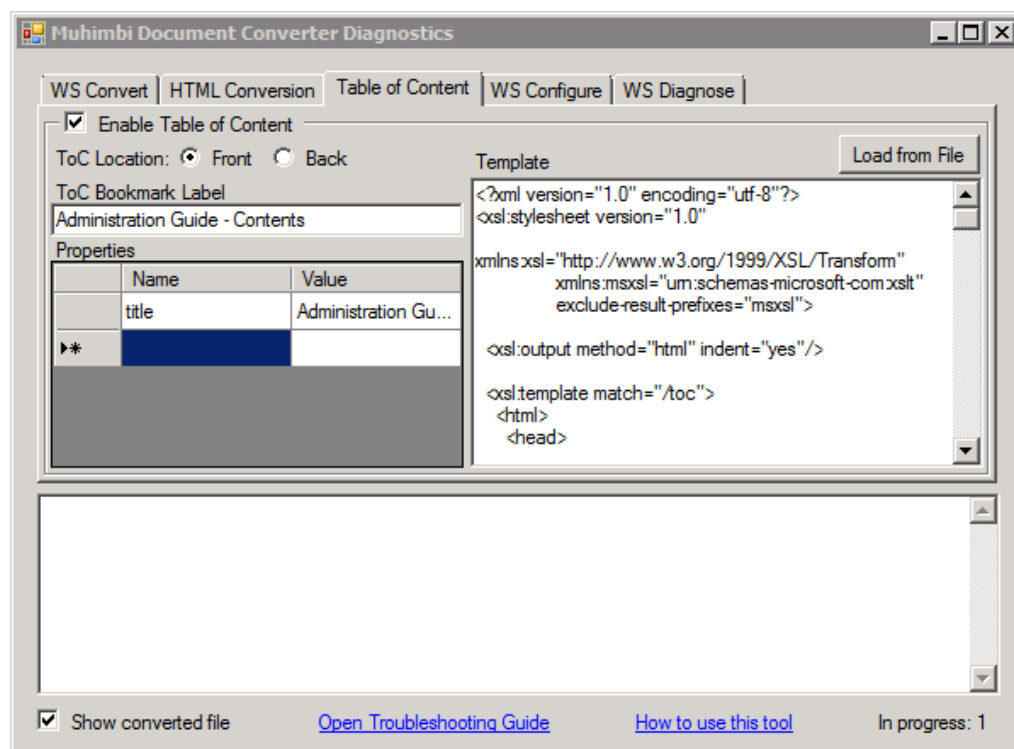 Muhimbi Document Converter Diagnostics
WS Convert HTML Conversion Table of Content WS Configure WS Diagnose
Enable Table of Content
ToC Location: Front Back
Template
Load from File
ToC Bookmark Label
Administration Guide - Contents
Properties
Name Value
title Administration Gu...
<?xml version="1.0" encoding="utf-8"?>
<xsl:stylesheet version="1.0"
xmlns:xsl="http://www.w3.org/1999/XSL/Transform"
xmlns:msxsl="urn:schemas-microsoft-com:xslt"
exclude-result-prefixes="msxsl">
<xsl:output method="html" indent="yes"/>
<xsl:template match="/toc">
<html>
<head>
Show converted file
Open Troubleshooting Guide
How to use this tool
In progress: 1